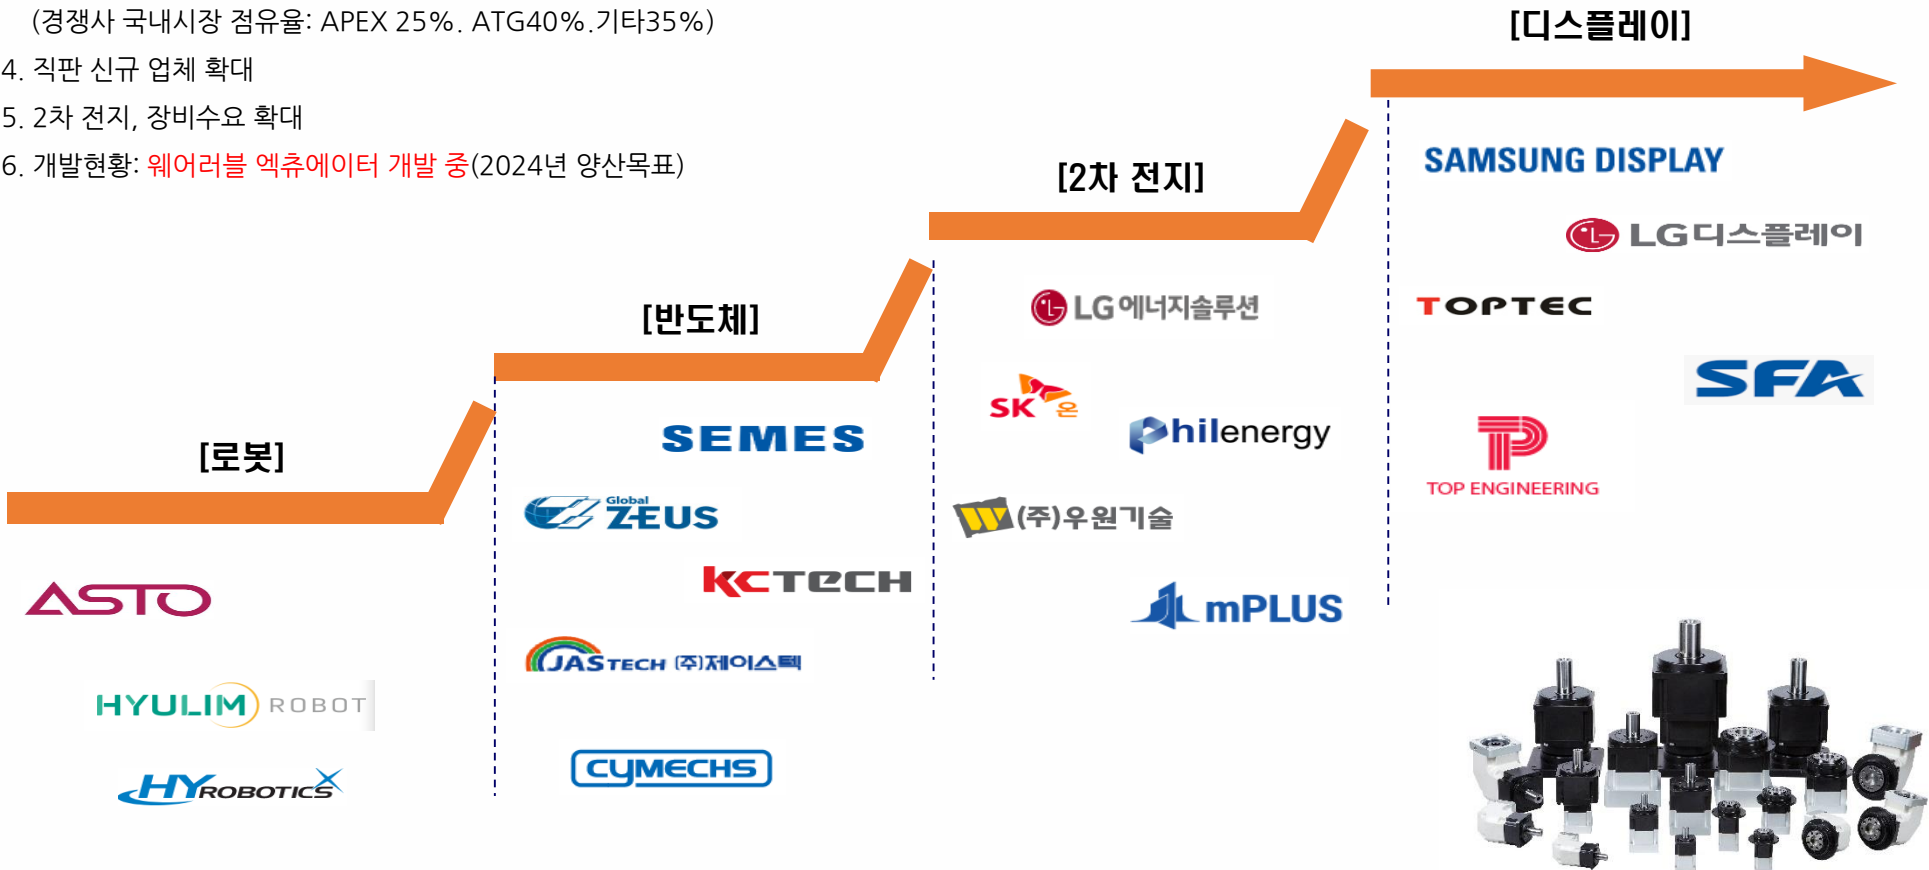 (경쟁사 국내시장 점유율: APEX 25%. ATG40%.기타35%)
4. 직판 신규 업체 확대
5. 2차 전지, 장비수요 확대
6. 개발현황: 웨어러블 엑츄에이터 개발 중(2024년 양산목표)
[로봇]
ASTO
HYULIM ROBOT
HYROBOTICS
[반도체]
SEMES
Global
ZEUS
KCTECH
JASTECH (주)제이스텍
CYMECHS
[2차 전지]
LG에너지솔루션
SK온
Philenergy
(주)우원기술
mPLUS
[디스플레이]
SAMSUNG DISPLAY
LG디스플레이
TOPTEC
SFA
TOP ENGINEERING